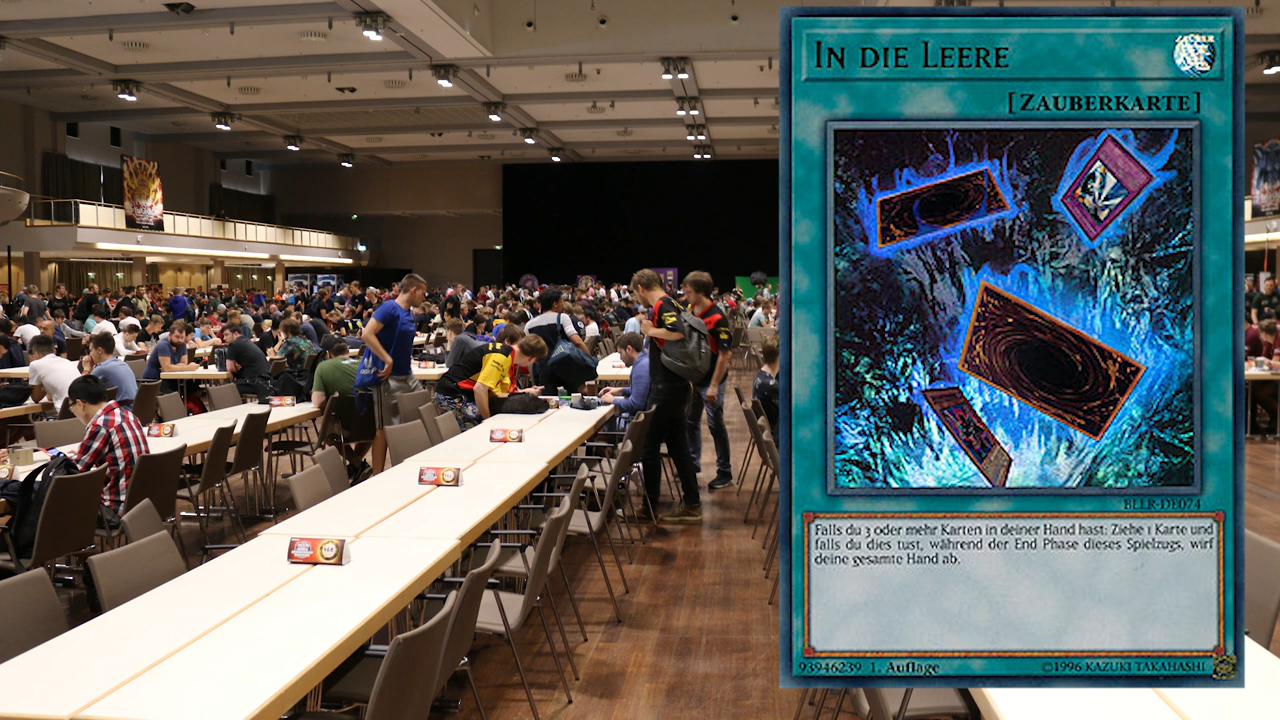 IN DIE LEERE
[ZAUBERKARTE]
BLLR-DE074
Falls du 3 oder mehr Karten in deiner Hand hast: Ziehe 1 Karte und
falls du dies tust, während der End Phase dieses Spielzugs, wirf
deine gesamte Hand ab.
93946239 1. Auflage ©1996 KAZUKI TAKAHASHI